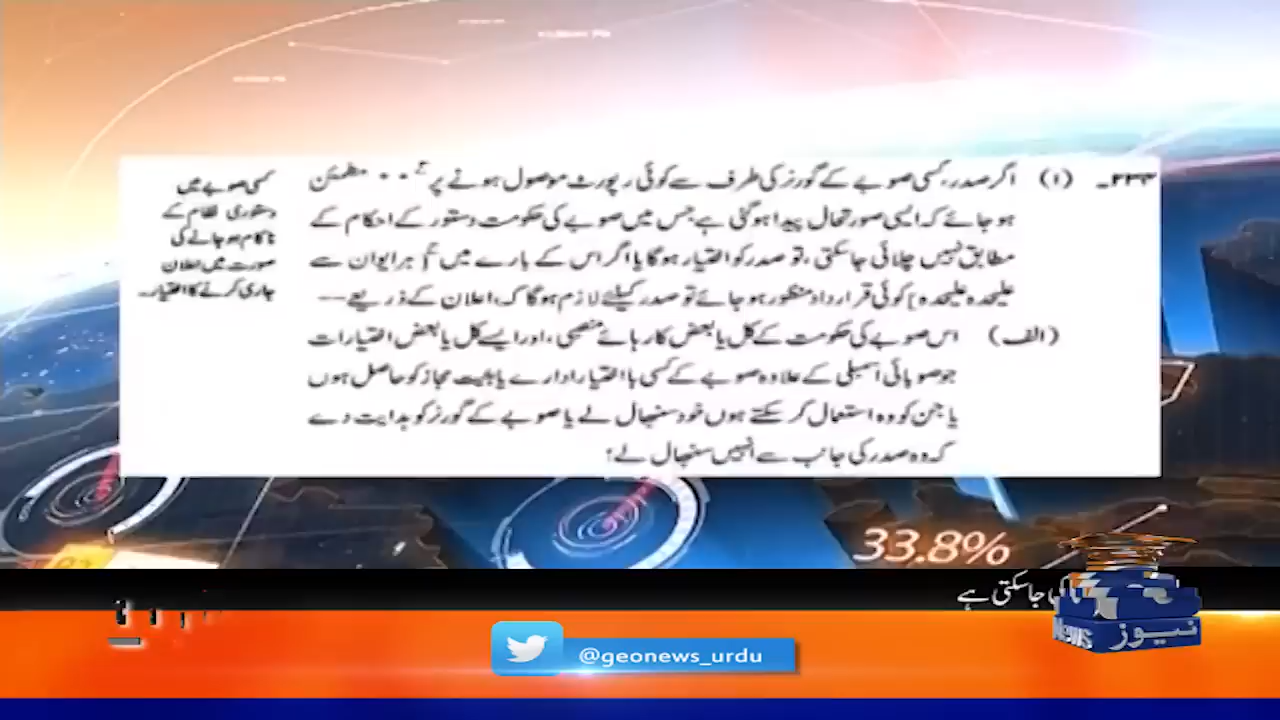 ۲۳۴۔ (۱) اگر صدر، کسی صوبے کے گورنر کی طرف سے کوئی رپورٹ موصول ہونے پر مطمئن
ہو جائے کہ ایسی صورتحال پیدا ہو گئی ہے جس میں صوبے کی حکومت دستور کے احکام کے
مطابق نہیں چلائی جا سکتی، تو صدر کو اختیار ہوگا یا اگر اس کے بارے میں ]ہر ایوان سے
علیحدہ علیحدہ[ کوئی قرارداد منظور ہو جائے تو صدر کیلئے لازم ہوگا کہ، اعلان کے ذریعے --
(الف) اس صوبے کی حکومت کے کل یا بعض کارہائے منصبی، اور ایسے کل یا بعض اختیارات
جو صوبائی اسمبلی کے علاوہ صوبے کے کسی با اختیار ادارے یا ہیئت مجاز کو حاصل ہوں
یا جن کو وہ استعمال کر سکتے ہوں خود سنبھال لے یا صوبے کے گورنر کو ہدایت دے
کہ وہ صدر کی جانب سے انہیں سنبھال لے؛
کسی صوبے میں
دستوری نظام کے
ناکام ہو جانے کی
صورت میں اعلان
جاری کرنے کا اختیار۔
33.8%
جا سکتی ہے
NEWS نیوز
@geonews_urdu